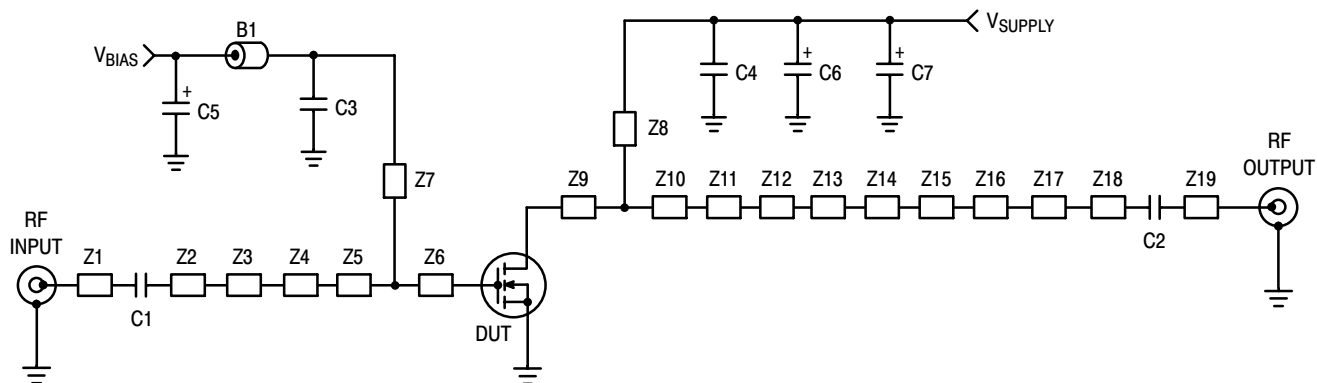 VBIAS
B1
C5
+
C3
Z7
RF
INPUT
Z1
C1
Z2
Z3
Z4
Z5
Z6
DUT
VSUPPLY
C4
+
C6
+
C7
Z8
Z9
Z10
Z11
Z12
Z13
Z14
Z15
Z16
Z17
Z18
C2
Z19
RF
OUTPUT